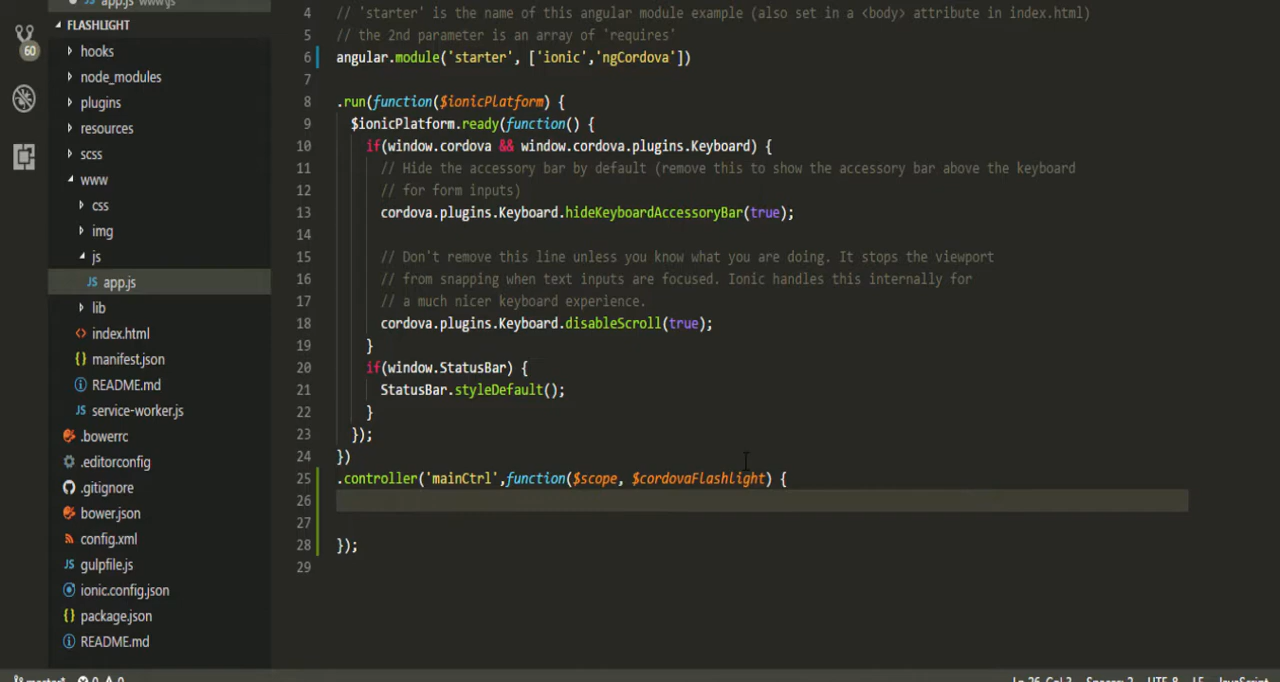 app.js www\js
FLASHLIGHT
60
hooks
node_modules
plugins
resources
scss
www
css
img
js
JS app.js
lib
<> index.html
{} manifest.json
README.md
JS service-worker.js
.bowerrc
.editorconfig
.gitignore
bower.json
config.xml
JS gulpfile.js
ionic.config.json
{} package.json
README.md
4 // 'starter' is the name of this angular module example (also set in a <body> attribute in index.html)
5 // the 2nd parameter is an array of 'requires'
6 angular.module('starter', ['ionic','ngCordova'])
7
8 .run(function($ionicPlatform) {
9 $ionicPlatform.ready(function() {
10 if(window.cordova && window.cordova.plugins.Keyboard) {
11 // Hide the accessory bar by default (remove this to show the accessory bar above the keyboard
12 // for form inputs)
13 cordova.plugins.Keyboard.hideKeyboardAccessoryBar(true);
14
15 // Don't remove this line unless you know what you are doing. It stops the viewport
16 // from snapping when text inputs are focused. Ionic handles this internally for
17 // a much nicer keyboard experience.
18 cordova.plugins.Keyboard.disableScroll(true);
19 }
20 if(window.StatusBar) {
21 StatusBar.styleDefault();
22 }
23 });
24 })
25 .controller('mainCtrl',function($scope, $cordovaFlashlight) {
26
27
28 });
29